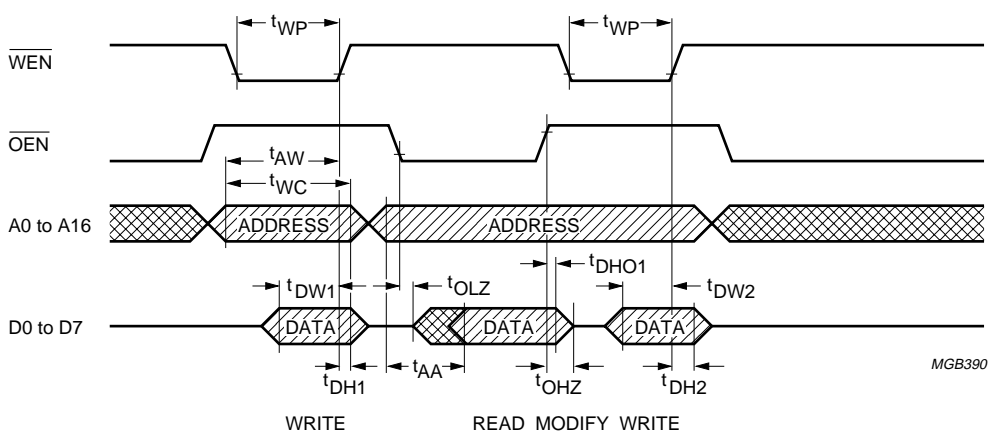 tWP tWP
WEN
OEN
tAW
tWC
A0 to A16 ADDRESS ADDRESS
tDHO1
tDW1 tOLZ tDW2
D0 to D7 DATA DATA DATA
tDH1 tAA tOHZ tDH2
MGB390
WRITE READ MODIFY WRITE